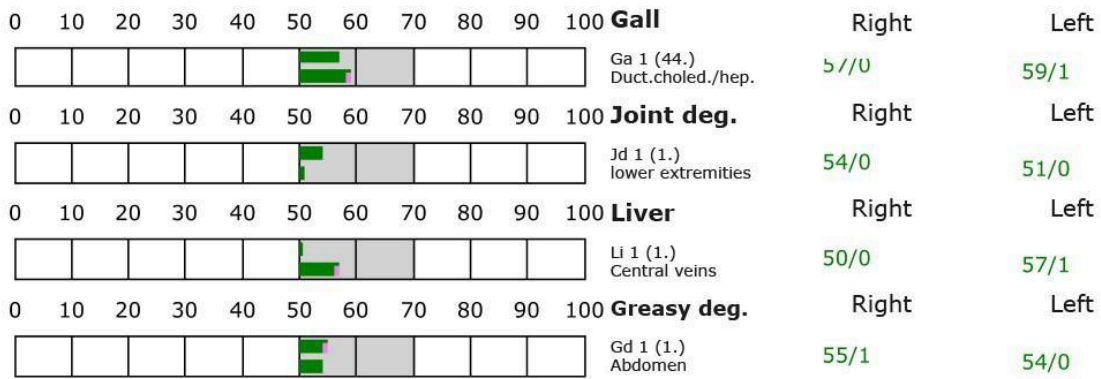 0 10 20 30 40 50 60 70 80 90 100 Gall Right Left
Ga 1 (44.)
Duct.choled./hep. 57/0 59/1
0 10 20 30 40 50 60 70 80 90 100 Joint deg. Right Left
Jd 1 (1.)
lower extremities 54/0 51/0
0 10 20 30 40 50 60 70 80 90 100 Liver Right Left
Li 1 (1.)
Central veins 50/0 57/1
0 10 20 30 40 50 60 70 80 90 100 Greasy deg. Right Left
Gd 1 (1.)
Abdomen 55/1 54/0